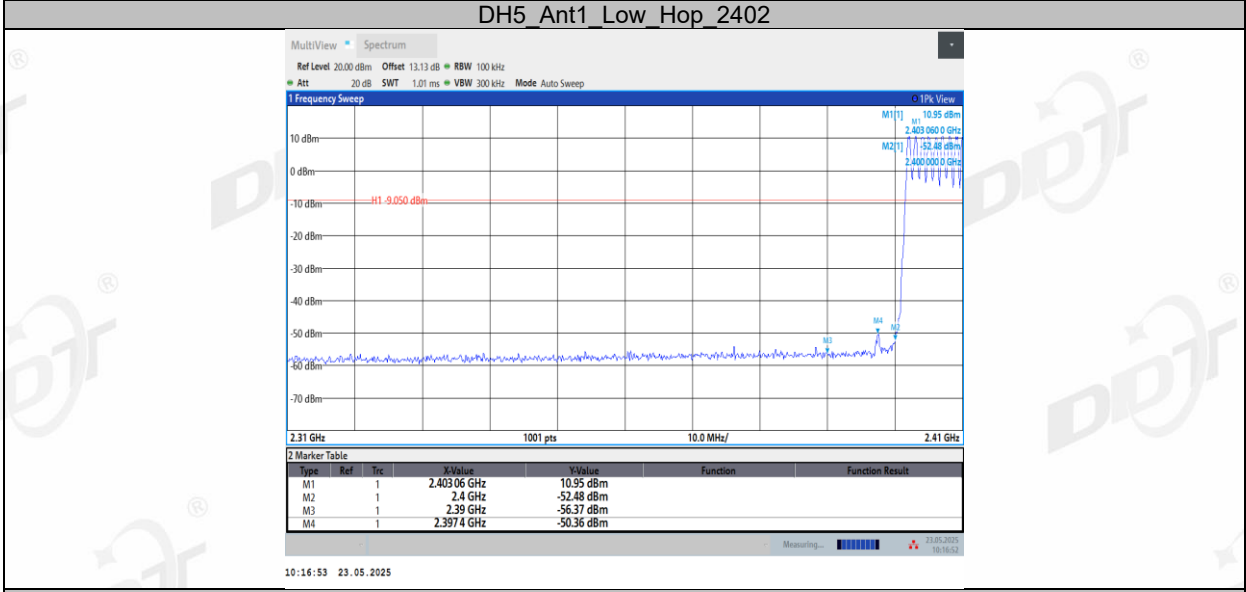 DH5_Ant1_Low_Hop_2402
MultiView Spectrum
Ref Level 20.00 dBm Offset 13.13 dB RBW 100 kHz
Att 20 dB SWT 1.01 ms VBW 300 kHz Mode Auto Sweep
1 Frequency Sweep 1Pk View
M1[1] 10.95 dBm
M1
2.403 060 0 GHz
10 dBm
M2[1] -52.48 dBm
2.400 000 0 GHz
0 dBm
H1 -9.050 dBm
-10 dBm
-20 dBm
-30 dBm
-40 dBm
M4
M2
-50 dBm
M3
-60 dBm
-70 dBm
2.31 GHz 1001 pts 10.0 MHz/ 2.41 GHz
2 Marker Table
Type Ref Trc X-Value Y-Value Function Function Result
M1 1 2.403 06 GHz 10.95 dBm
M2 1 2.4 GHz -52.48 dBm
M3 1 2.39 GHz -56.37 dBm
M4 1 2.397 4 GHz -50.36 dBm
Measuring... 23.05.2025
10:16:52
10:16:53 23.05.2025
DDT ®